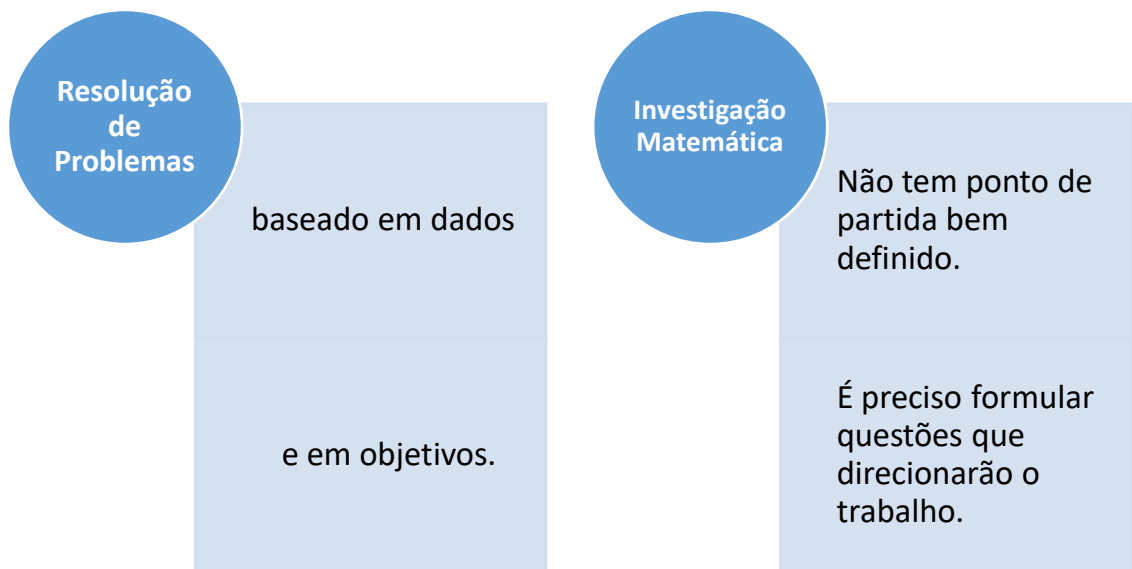 Resolução
de
Problemas
baseado em dados
e em objetivos.
Investigação
Matemática
Não tem ponto de
partida bem
definido.
É preciso formular
questões que
direcionarão o
trabalho.